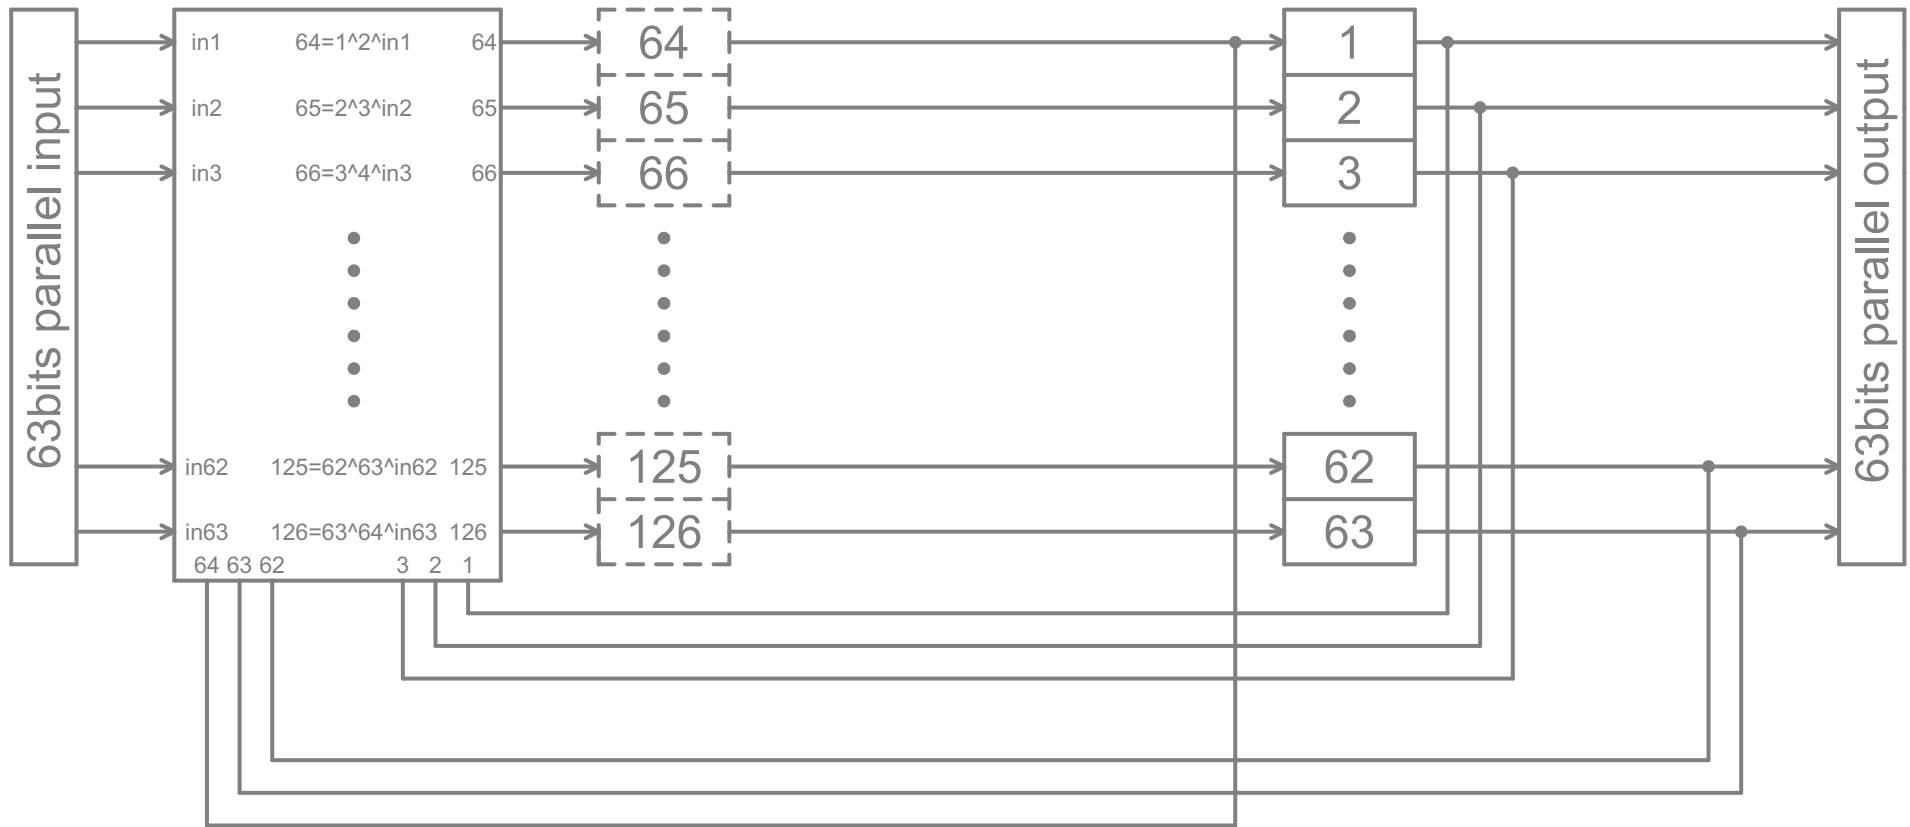 63bits parallel input
in1 64=1^2^in1 64
in2 65=2^3^in2 65
in3 66=3^4^in3 66
in62 125=62^63^in62 125
in63 126=63^64^in63 126
64 63 62 3 2 1
64
65
66
125
126
1
2
3
62
63
63bits parallel output